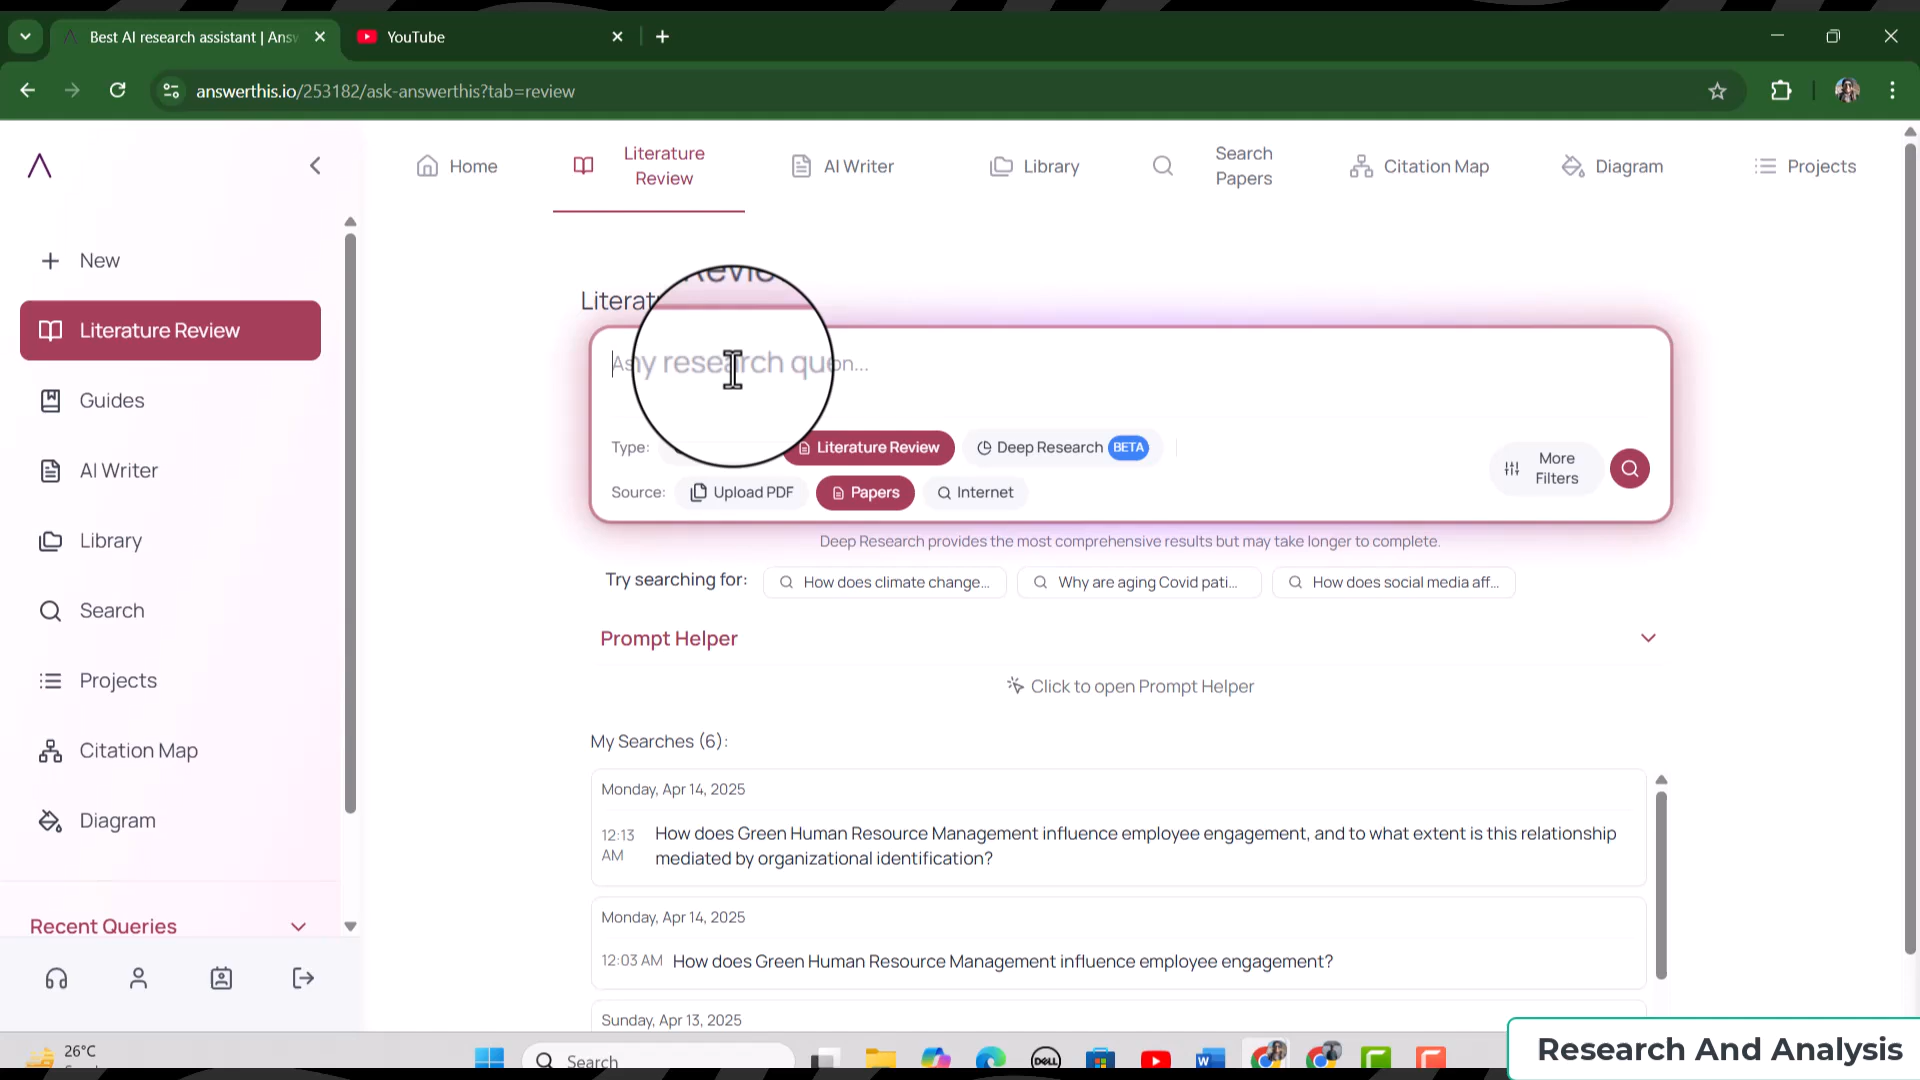 Best AI research assistant | Answ
YouTube
answerthis.io/253182/ask-answerthis?tab=review
Home
Literature Review
AI Writer
Library
Search Papers
Citation Map
Diagram
Projects
New
Literature Review
Guides
AI Writer
Library
Search
Projects
Citation Map
Diagram
Recent Queries
Literat
As
y research que
on...
Type:
Literature Review
Deep Research BETA
Source:
Upload PDF
Papers
Internet
More Filters
Deep Research provides the most comprehensive results but may take longer to complete.
Try searching for:
How does climate change...
Why are aging Covid pati...
How does social media aff...
Prompt Helper
Click to open Prompt Helper
My Searches (6):
Monday, Apr 14, 2025
12:13 AM
How does Green Human Resource Management influence employee engagement, and to what extent is this relationship
mediated by organizational identification?
Monday, Apr 14, 2025
12:03 AM How does Green Human Resource Management influence employee engagement?
Sunday, Apr 13, 2025
26°C
Search
DELL
Research And Analysis